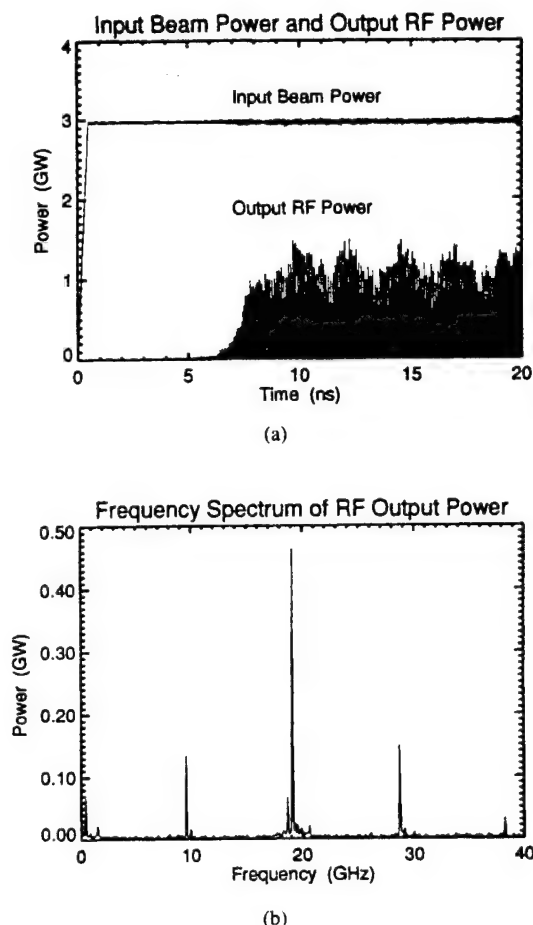 Input Beam Power and Output RF Power
4
3
2
1
0
Power (GW)
Input Beam Power
Output RF Power
0
5
10
15
20
Time (ns)
(a)
Frequency Spectrum of RF Output Power
0.50
0.40
0.30
0.20
0.10
0.00
Power (GW)
0
10
20
30
40
Frequency (GHz)
(b)